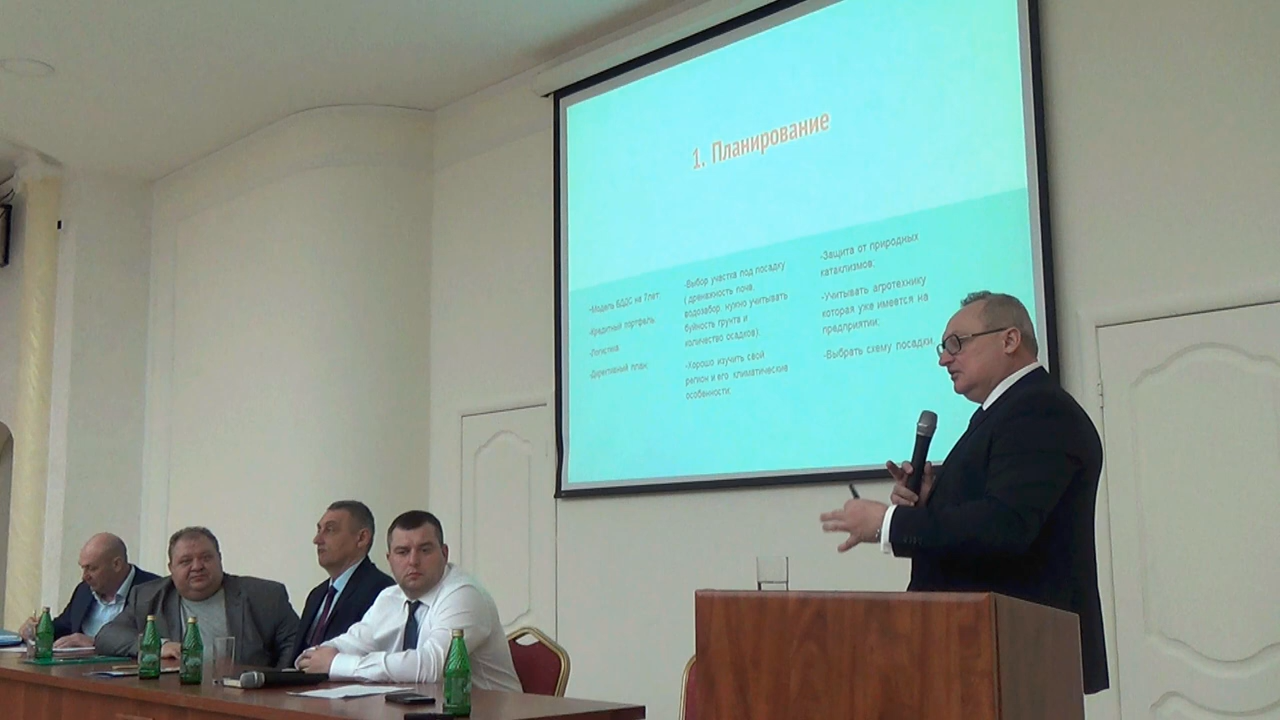 1. Планирование
-Модель БДДС на 7лет;
-Кредитный портфель;
-Логистика
-Директивный план;
-Выбор участка под посадку
( дренажность почв,
водозабор, нужно учитывать
буйность грунта и
количество осадков);
-Хорошо изучить свой
регион и его климатические
особенности;
-Защита от природных
катаклизмов;
-Учитывать агротехнику
которая уже имеется на
предприятии;
-Выбрать схему посадки